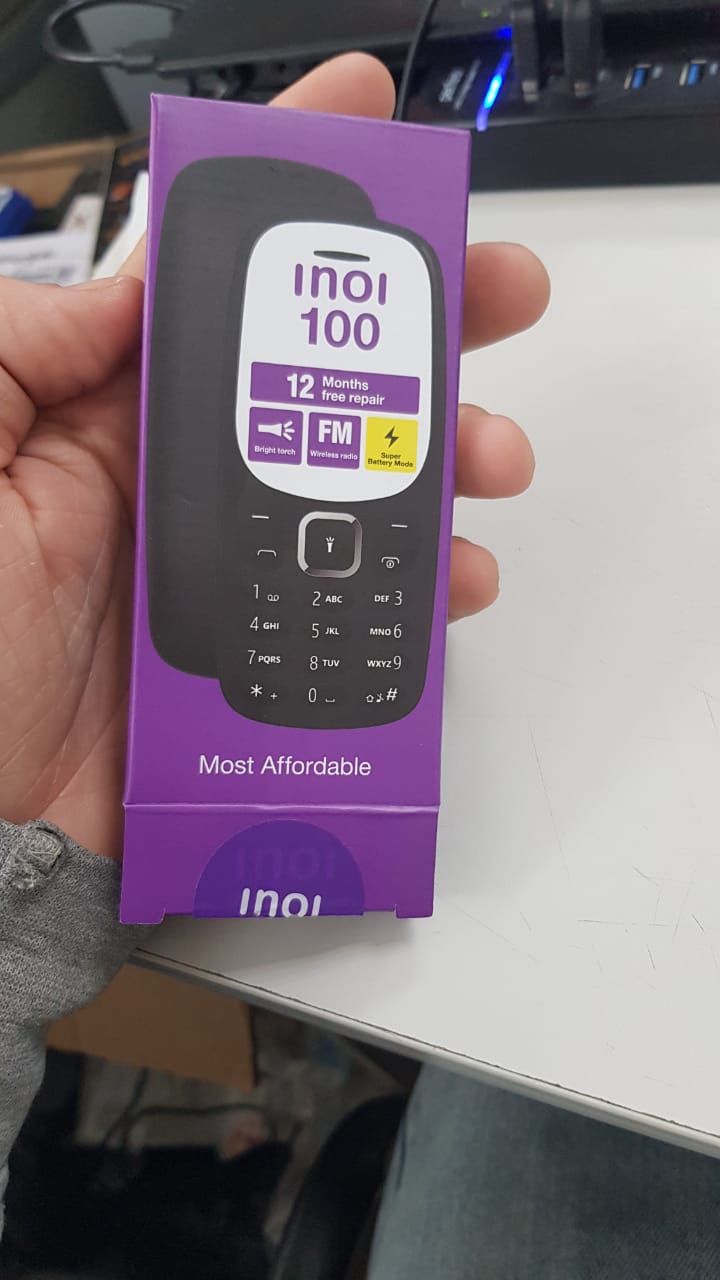 INOI
100
12 Months
free repair
Bright torch
FM
Wireless radio
Super
Battery Mode
1
2 ABC
DEF 3
4 GHI
5 JKL
MNO 6
7 PQRS
8 TUV
WXYZ 9
* +
0
#
Most Affordable
inoi
INOI